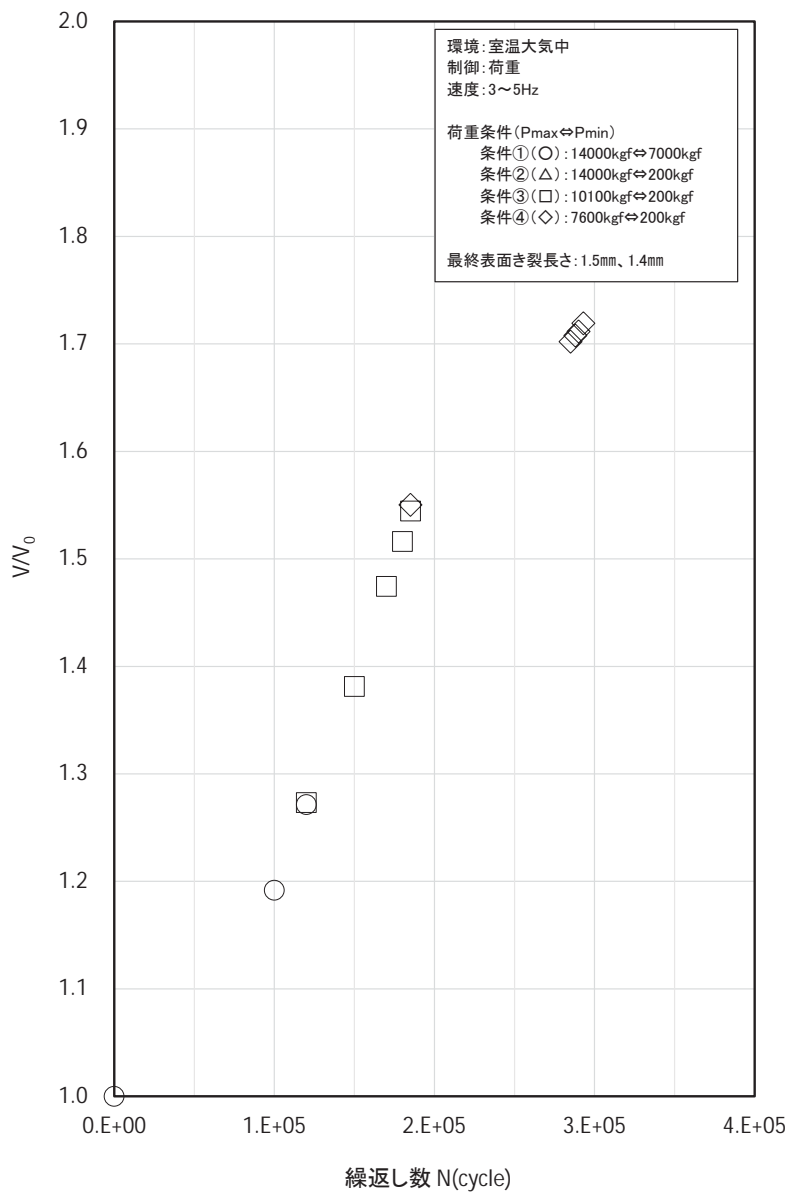 2.0
1.9
1.8
1.7
1.6
1.5
1.4
1.3
1.2
1.1
1.0
V/V0
環境:室温大気中
制御:荷重
速度:3～5Hz
荷重条件(Pmax⇔Pmin)
条件①(○):14000kgf⇔7000kgf
条件②(△):14000kgf⇔200kgf
条件③(□):10100kgf⇔200kgf
条件④(◇):7600kgf⇔200kgf
最終表面き裂長さ:1.5㎜、1.4㎜
0.E+00 1.E+05 2.E+05 3.E+05 4.E+05
繰返し数 N(cycle)